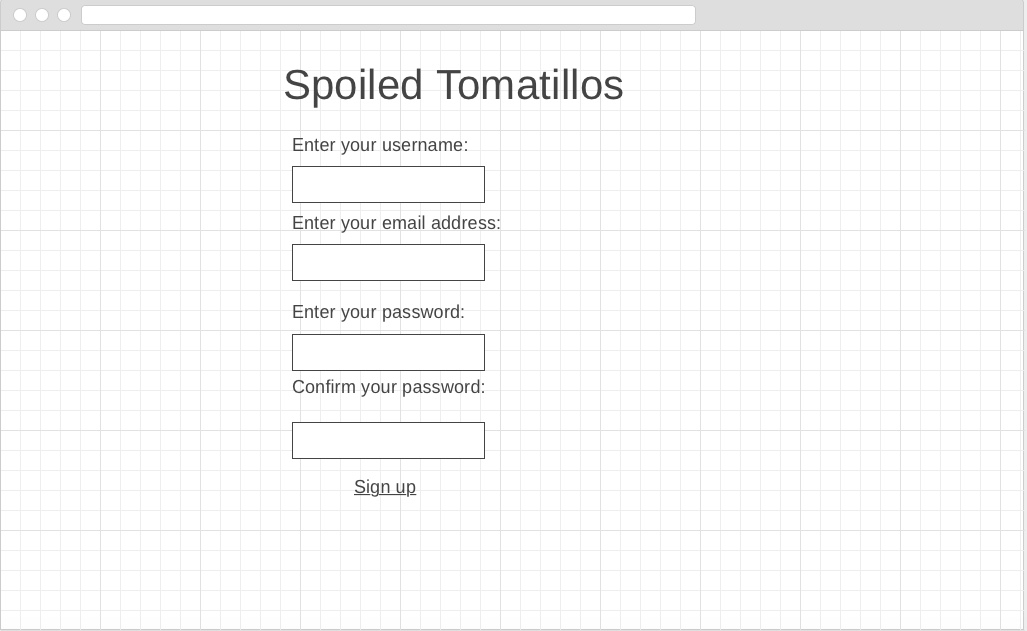 Spoiled Tomatillos
Enter your username:
Enter your email address:
Enter your password:
Confirm your password:
Sign up